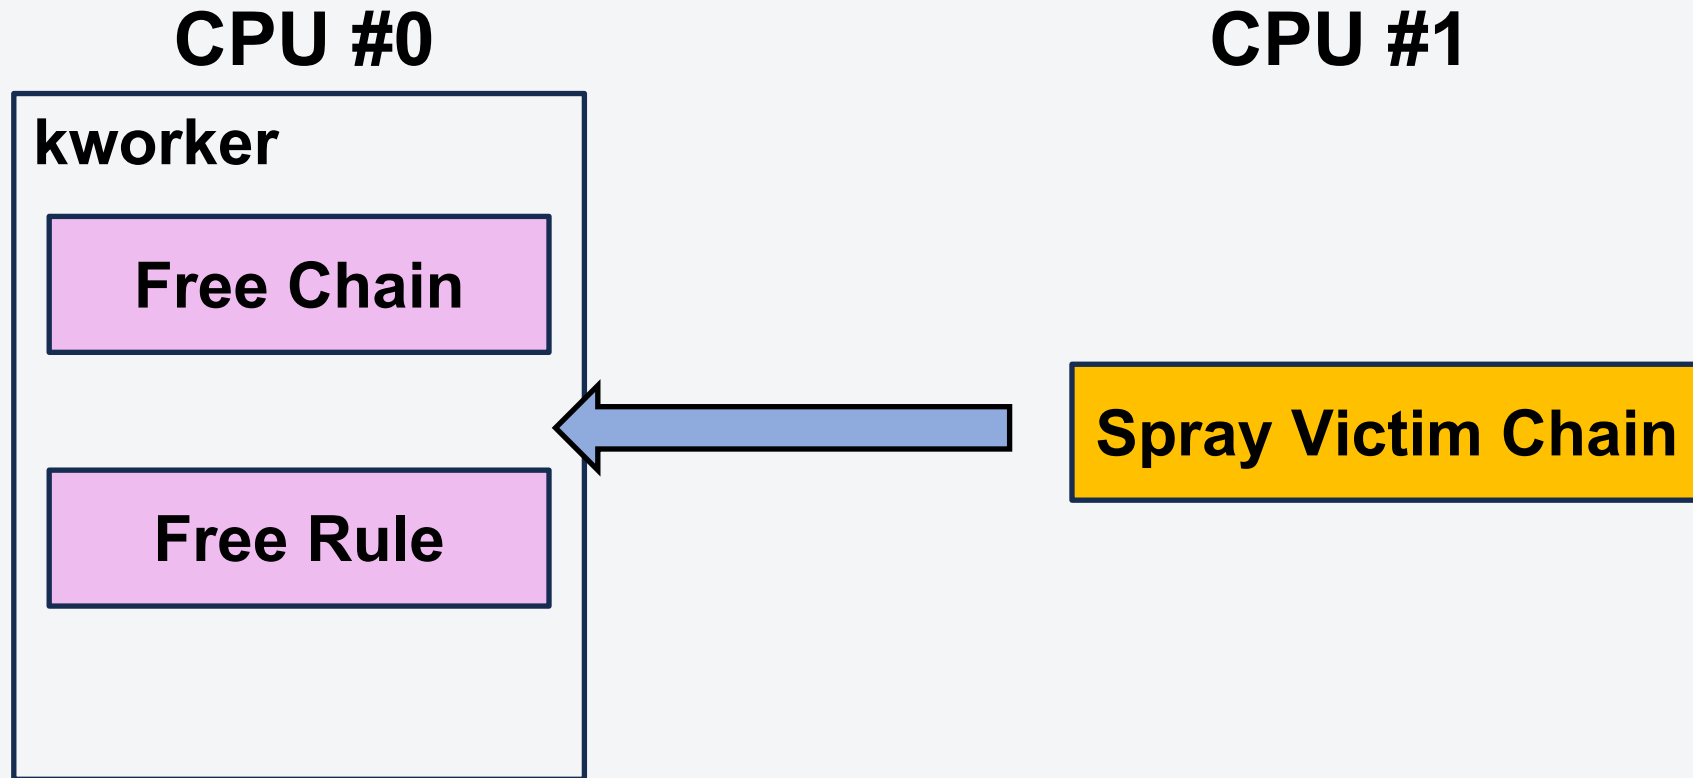 CPU #0
CPU #1
kworker
Free Chain
Spray Victim Chain
Free Rule